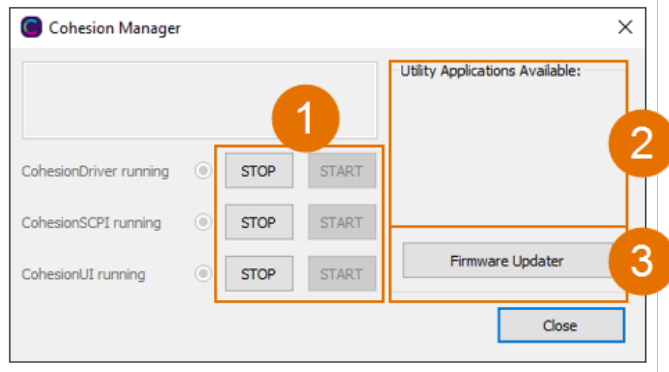 Cohesion Manager
Utility Applications Available:
1
2
CohesionDriver running STOP START
CohesionSCPI running STOP START
3
Firmware Updater
CohesionUI running STOP START
Close